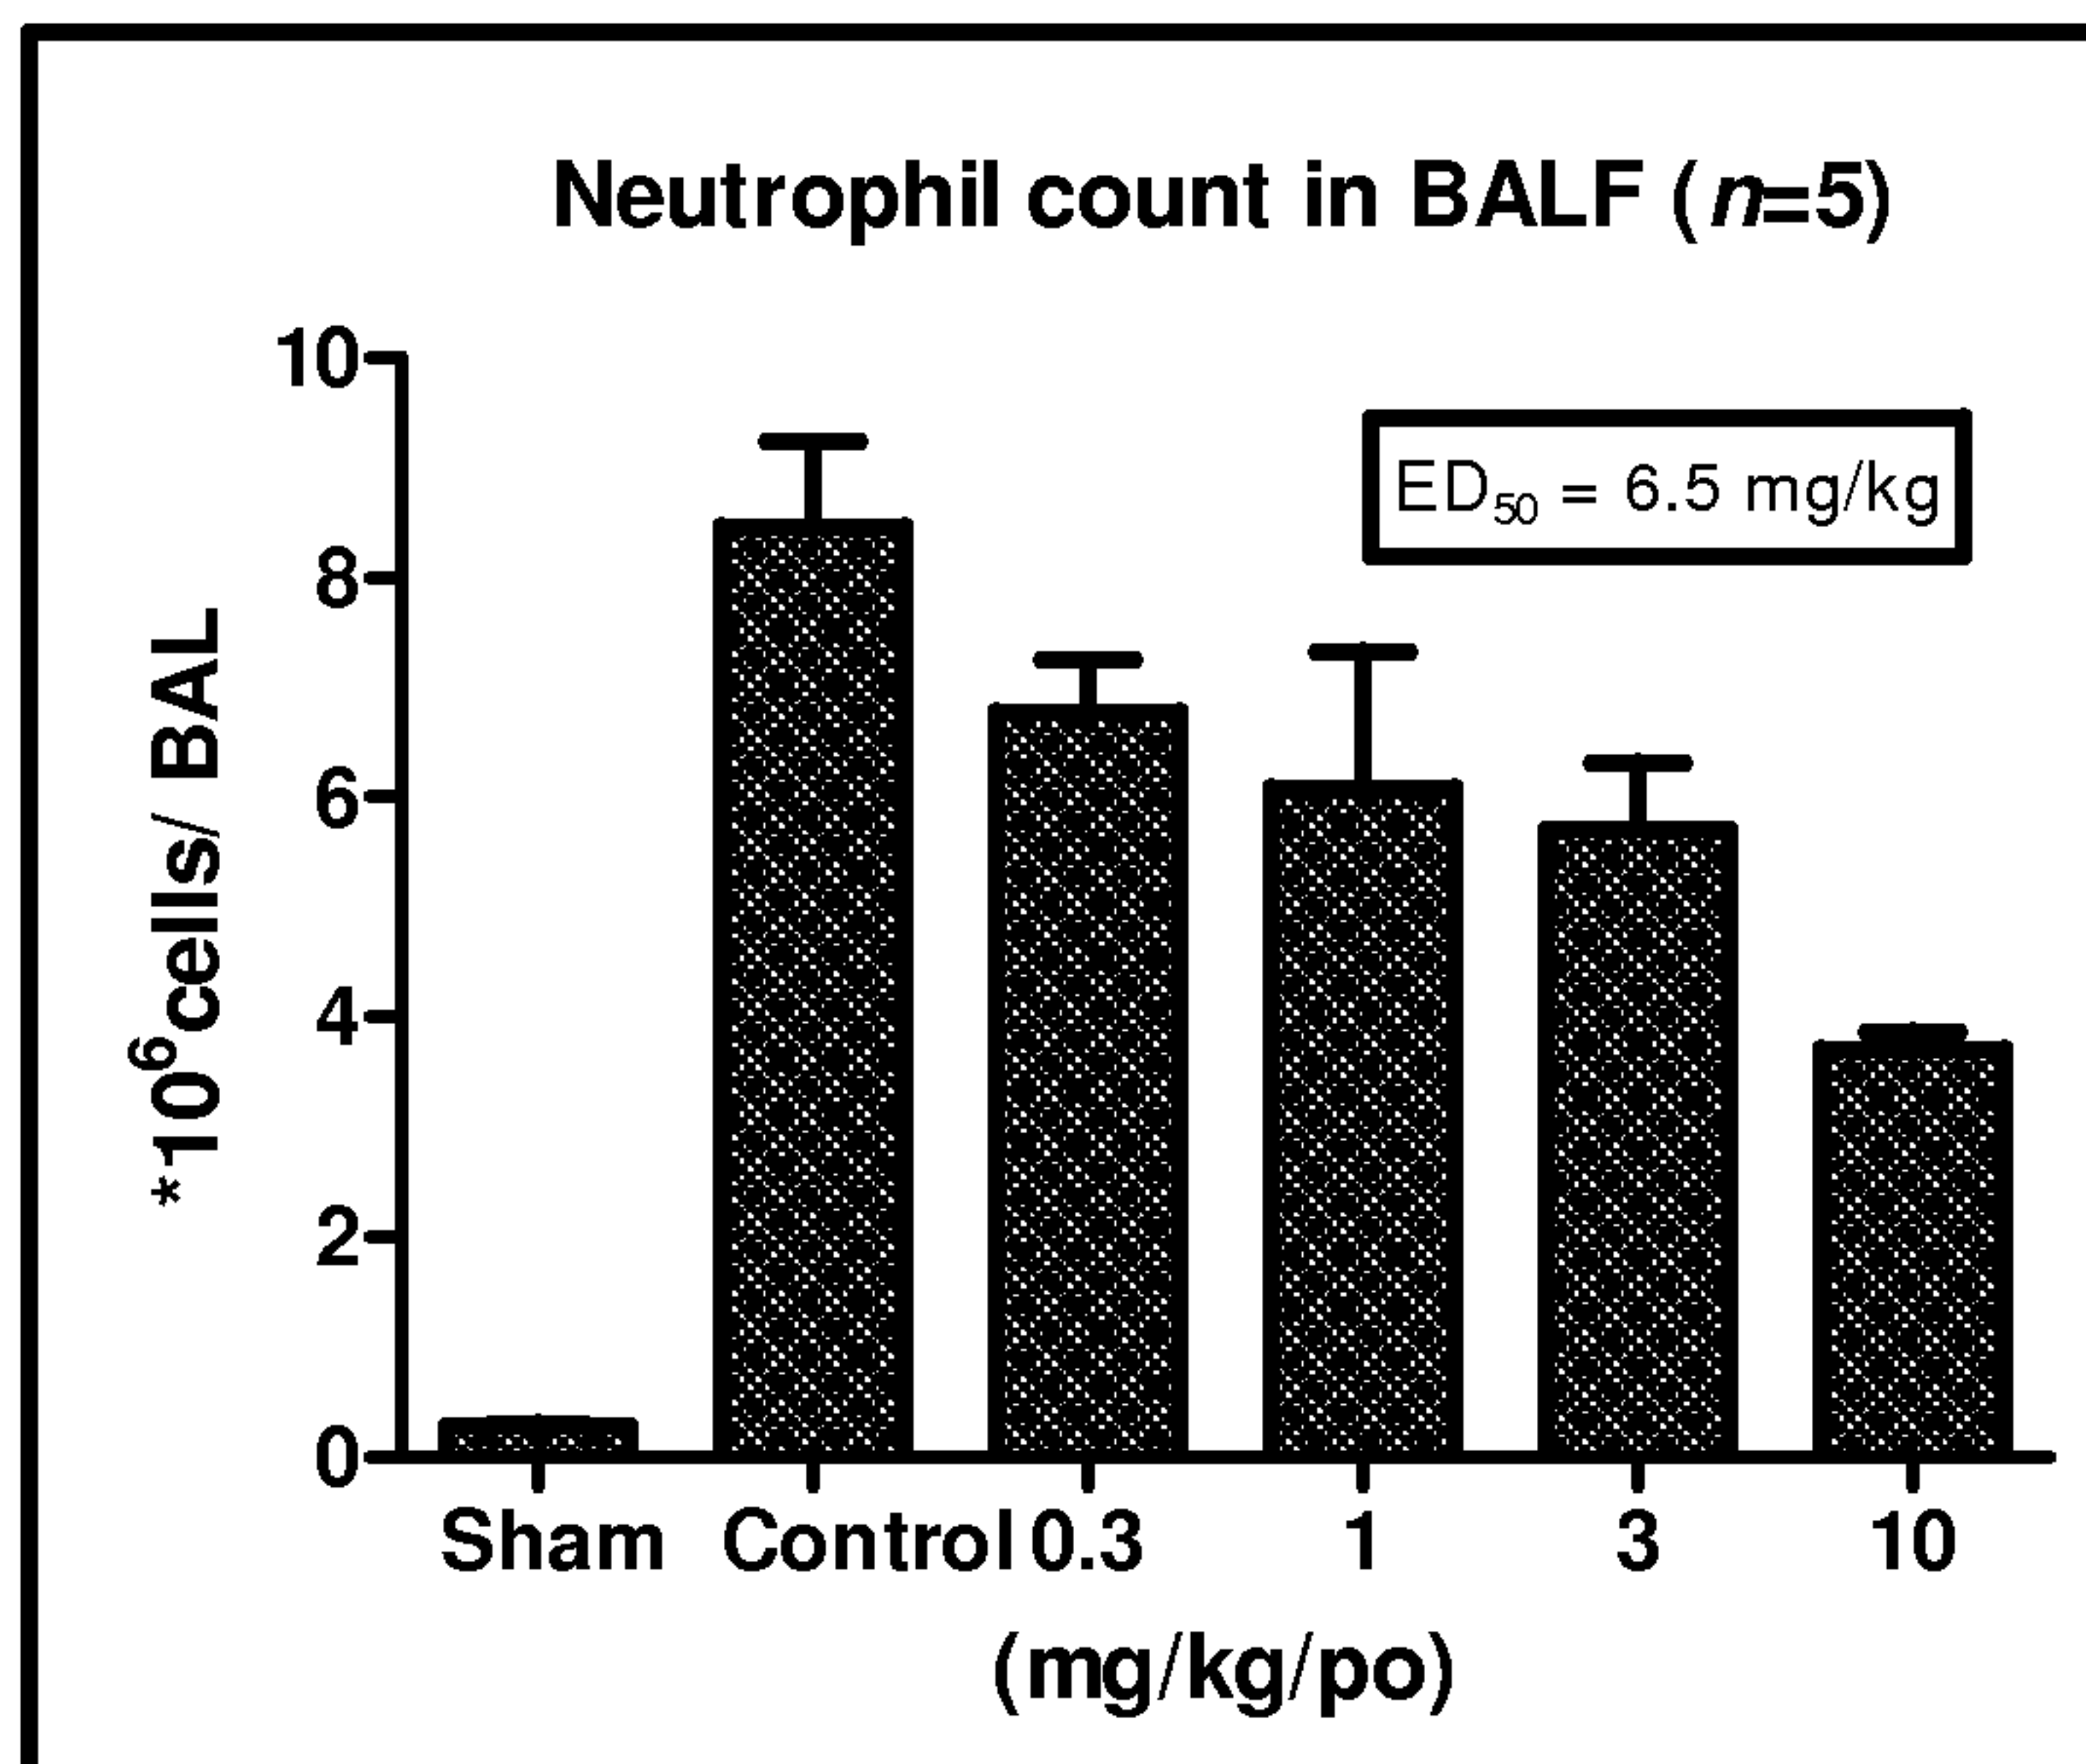 Neutrophil count in BALF (n=5)
10
8
6
4
2
0
*10⁶cells/ BAL
ED₅₀ = 6.5 mg/kg
Sham Control 0.3 1 3 10
(mg/kg/po)